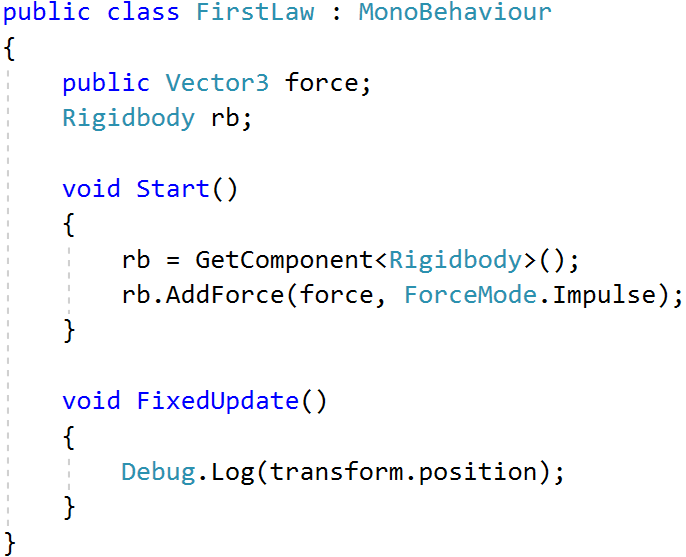 public class FirstLaw : MonoBehaviour
{
    public Vector3 force;
    Rigidbody rb;

    void Start()
    {
        rb = GetComponent<Rigidbody>();
        rb.AddForce(force, ForceMode.Impulse);
    }

    void FixedUpdate()
    {
        Debug.Log(transform.position);
    }
}